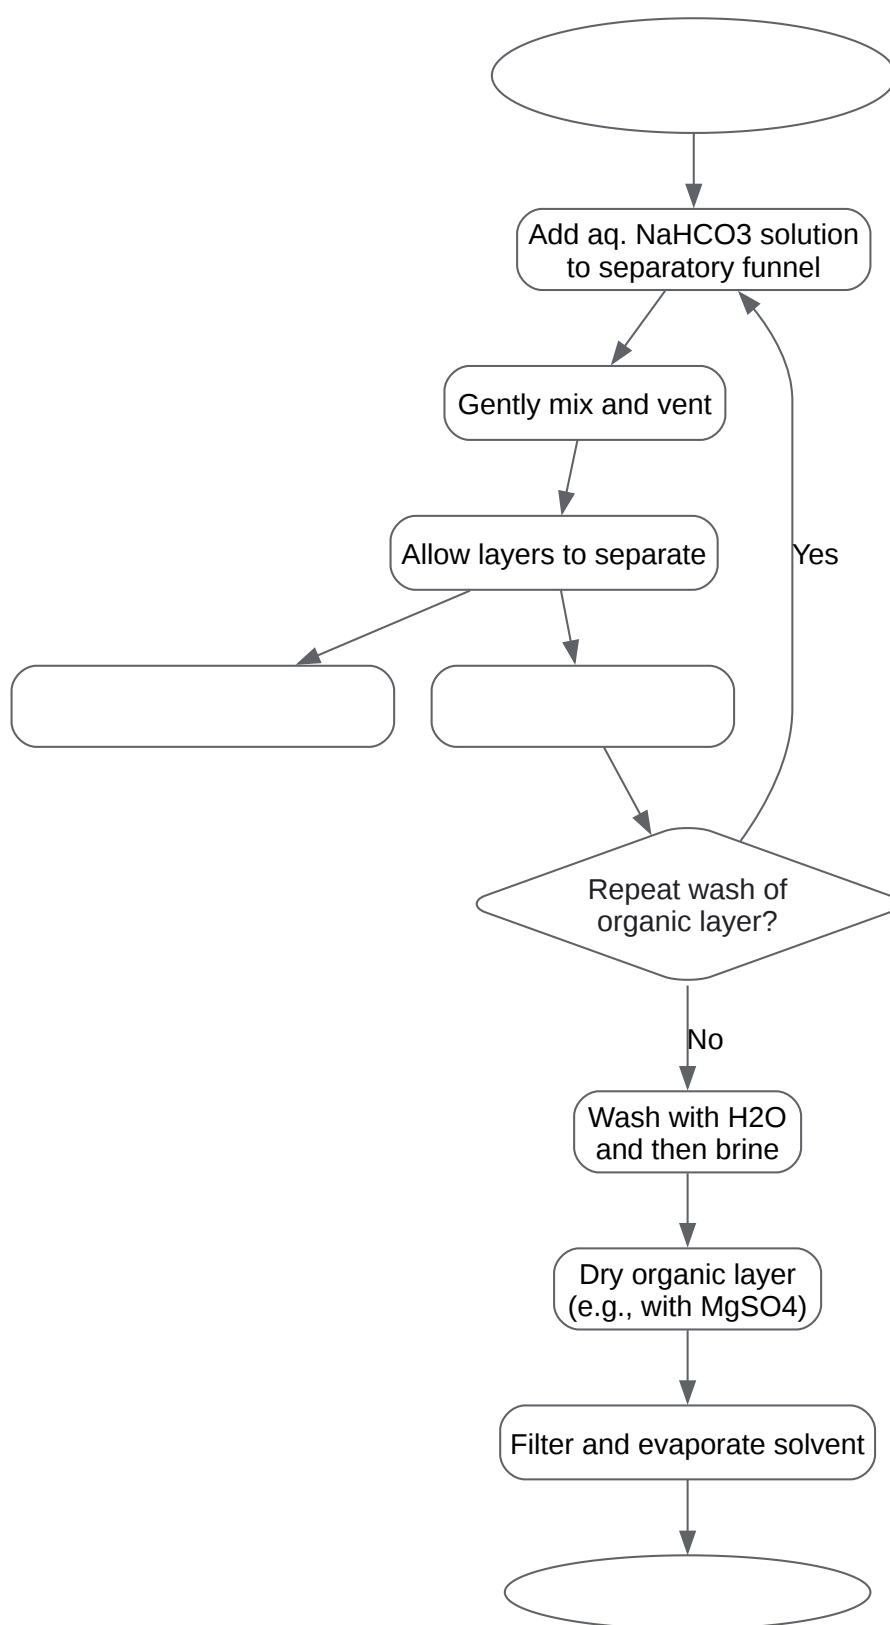 Add aq. NaHCO3 solution
to separatory funnel
Gently mix and vent
Allow layers to separate
Yes
Repeat wash of
organic layer?
No
Wash with H2O
and then brine
Dry organic layer
(e.g., with MgSO4)
Filter and evaporate solvent